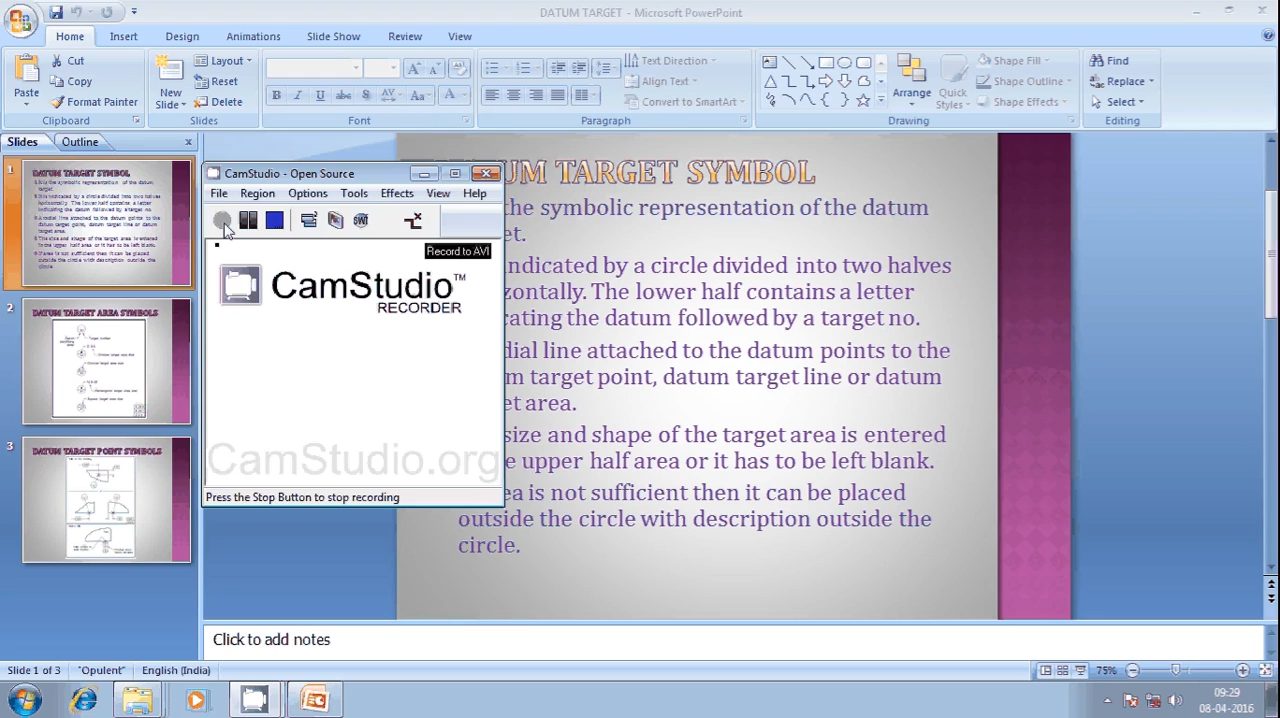 DATUM TARGET - Microsoft PowerPoint
Home Insert Design Animations Slide Show Review View
Paste
Cut
Copy
Format Painter
Clipboard
New
Slide
Layout
Reset
Delete
Slides
B I U abc S AV Aa A
Font
Text Direction
Align Text
Convert to SmartArt
Paragraph
Arrange
Quick
Styles
Shape Fill
Shape Outline
Shape Effects
Drawing
Find
Replace
Select
Editing
Slides Outline
1
DATUM TARGET SYMBOL
2
DATUM TARGET AREA SYMBOLS
3
DATUM TARGET POINT SYMBOLS
CamStudio - Open Source
File Region Options Tools Effects View Help
Record to AVI
CamStudio™
RECORDER
CamStudio.org
Press the Stop Button to stop recording
UM TARGET SYMBOL
the symbolic representation of the datum
et.
indicated by a circle divided into two halves
zontally. The lower half contains a letter
cating the datum followed by a target no.
dial line attached to the datum points to the
m target point, datum target line or datum
et area.
size and shape of the target area is entered
e upper half area or it has to be left blank.
ea is not sufficient then it can be placed
outside the circle with description outside the
circle.
Click to add notes
Slide 1 of 3 "Opulent" English (India) 75%
09:29
08-04-2016